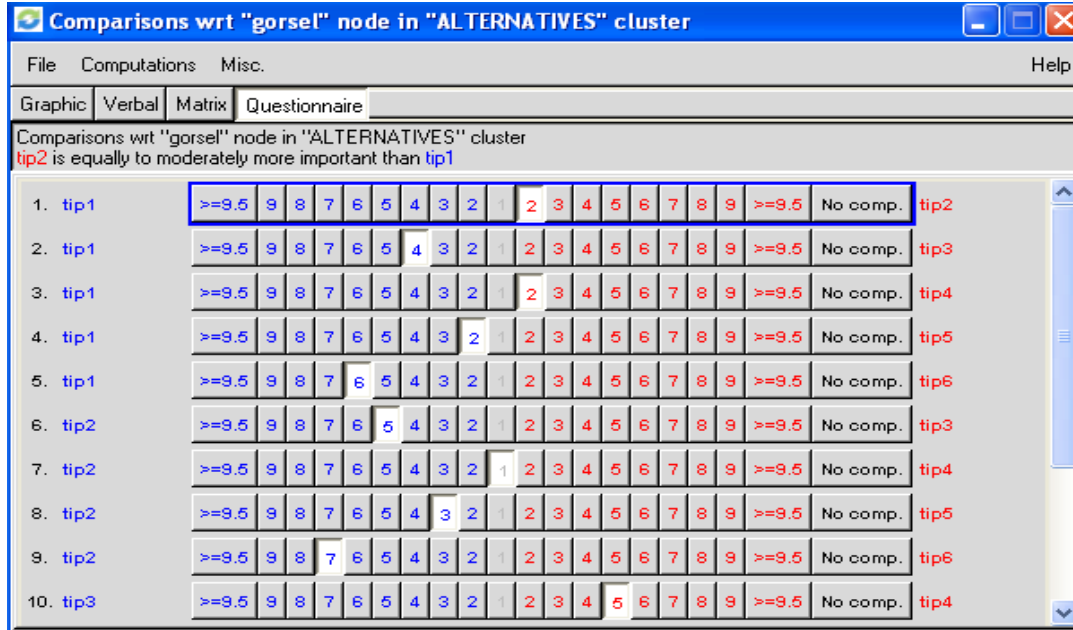 Comparisons wrt "gorsel" node in "ALTERNATIVES" cluster
File Computations Misc. Help
Graphic Verbal Matrix Questionnaire
Comparisons wrt "gorsel" node in "ALTERNATIVES" cluster
tip2 is equally to moderately more important than tip1
1. tip1 >=9.5 9 8 7 6 5 4 3 2 1 2 3 4 5 6 7 8 9 >=9.5 No comp. tip2
2. tip1 >=9.5 9 8 7 6 5 4 3 2 1 2 3 4 5 6 7 8 9 >=9.5 No comp. tip3
3. tip1 >=9.5 9 8 7 6 5 4 3 2 1 2 3 4 5 6 7 8 9 >=9.5 No comp. tip4
4. tip1 >=9.5 9 8 7 6 5 4 3 2 1 2 3 4 5 6 7 8 9 >=9.5 No comp. tip5
5. tip1 >=9.5 9 8 7 6 5 4 3 2 1 2 3 4 5 6 7 8 9 >=9.5 No comp. tip6
6. tip2 >=9.5 9 8 7 6 5 4 3 2 1 2 3 4 5 6 7 8 9 >=9.5 No comp. tip3
7. tip2 >=9.5 9 8 7 6 5 4 3 2 1 2 3 4 5 6 7 8 9 >=9.5 No comp. tip4
8. tip2 >=9.5 9 8 7 6 5 4 3 2 1 2 3 4 5 6 7 8 9 >=9.5 No comp. tip5
9. tip2 >=9.5 9 8 7 6 5 4 3 2 1 2 3 4 5 6 7 8 9 >=9.5 No comp. tip6
10. tip3 >=9.5 9 8 7 6 5 4 3 2 1 2 3 4 5 6 7 8 9 >=9.5 No comp. tip4